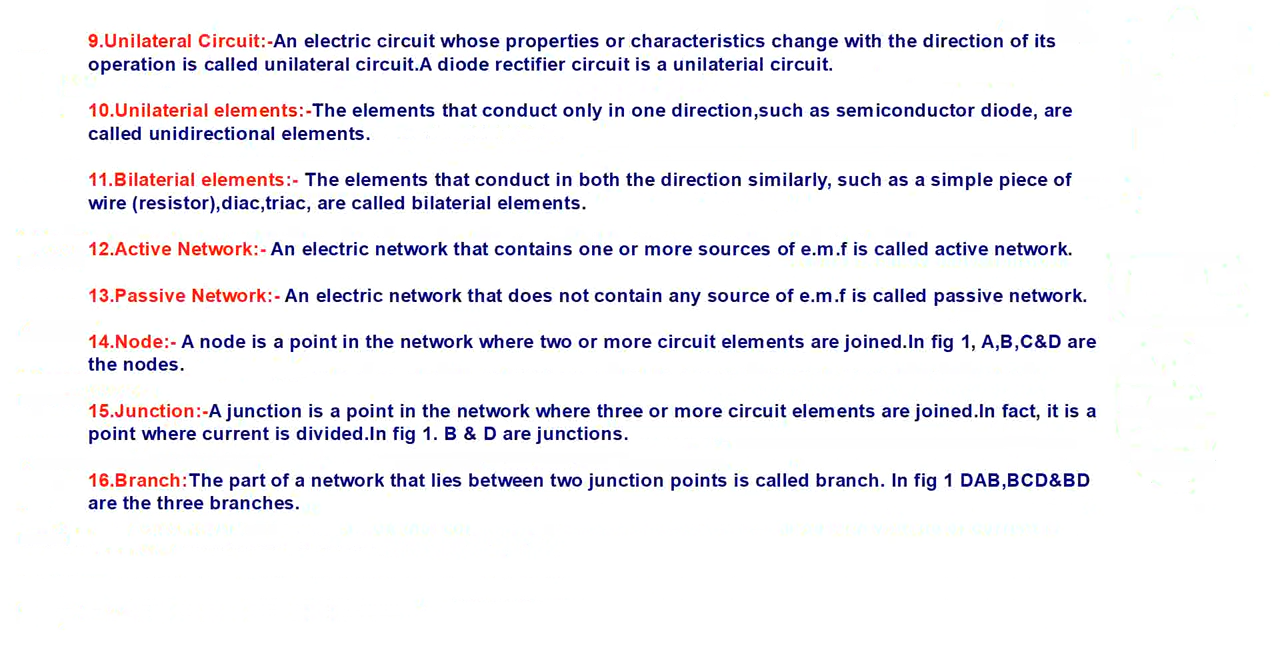 9.Unilateral Circuit:-An electric circuit whose properties or characteristics change with the direction of its
operation is called unilateral circuit.A diode rectifier circuit is a unilaterial circuit.
10.Unilaterial elements:-The elements that conduct only in one direction,such as semiconductor diode, are
called unidirectional elements.
11.Bilaterial elements:- The elements that conduct in both the direction similarly, such as a simple piece of
wire (resistor),diac,triac, are called bilaterial elements.
12.Active Network:- An electric network that contains one or more sources of e.m.f is called active network.
13.Passive Network:- An electric network that does not contain any source of e.m.f is called passive network.
14.Node:- A node is a point in the network where two or more circuit elements are joined.In fig 1, A,B,C&D are
the nodes.
15.Junction:-A junction is a point in the network where three or more circuit elements are joined.In fact, it is a
point where current is divided.In fig 1. B & D are junctions.
16.Branch:The part of a network that lies between two junction points is called branch. In fig 1 DAB,BCD&BD
are the three branches.